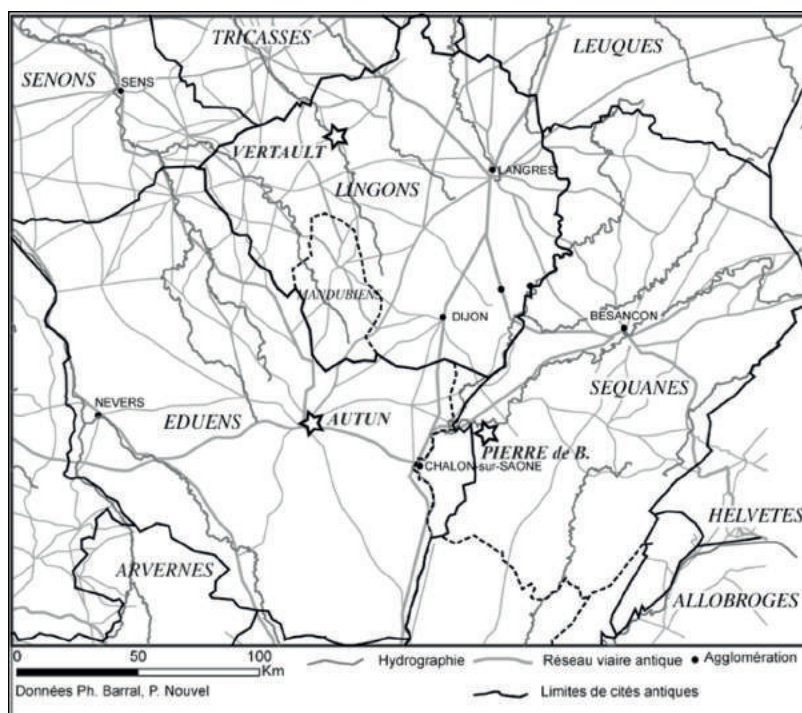 TRICASSES
LEUQUES
SENONS
SENS
VERTAULT
LINGONS
LANGRES
MANDUBIENS
DIJON
BESANCON
SEQUANES
NEVERS
EDUENS
AUTUN
PIERRE de B.
CHALON-sur-SAONE
HELVETES
ARVERNES
ALLOBROGES
0 50 100
Km
Hydrographie
Réseau viaire antique
Agglomération
Données Ph. Barral, P. Nouvel
Limites de cités antiques